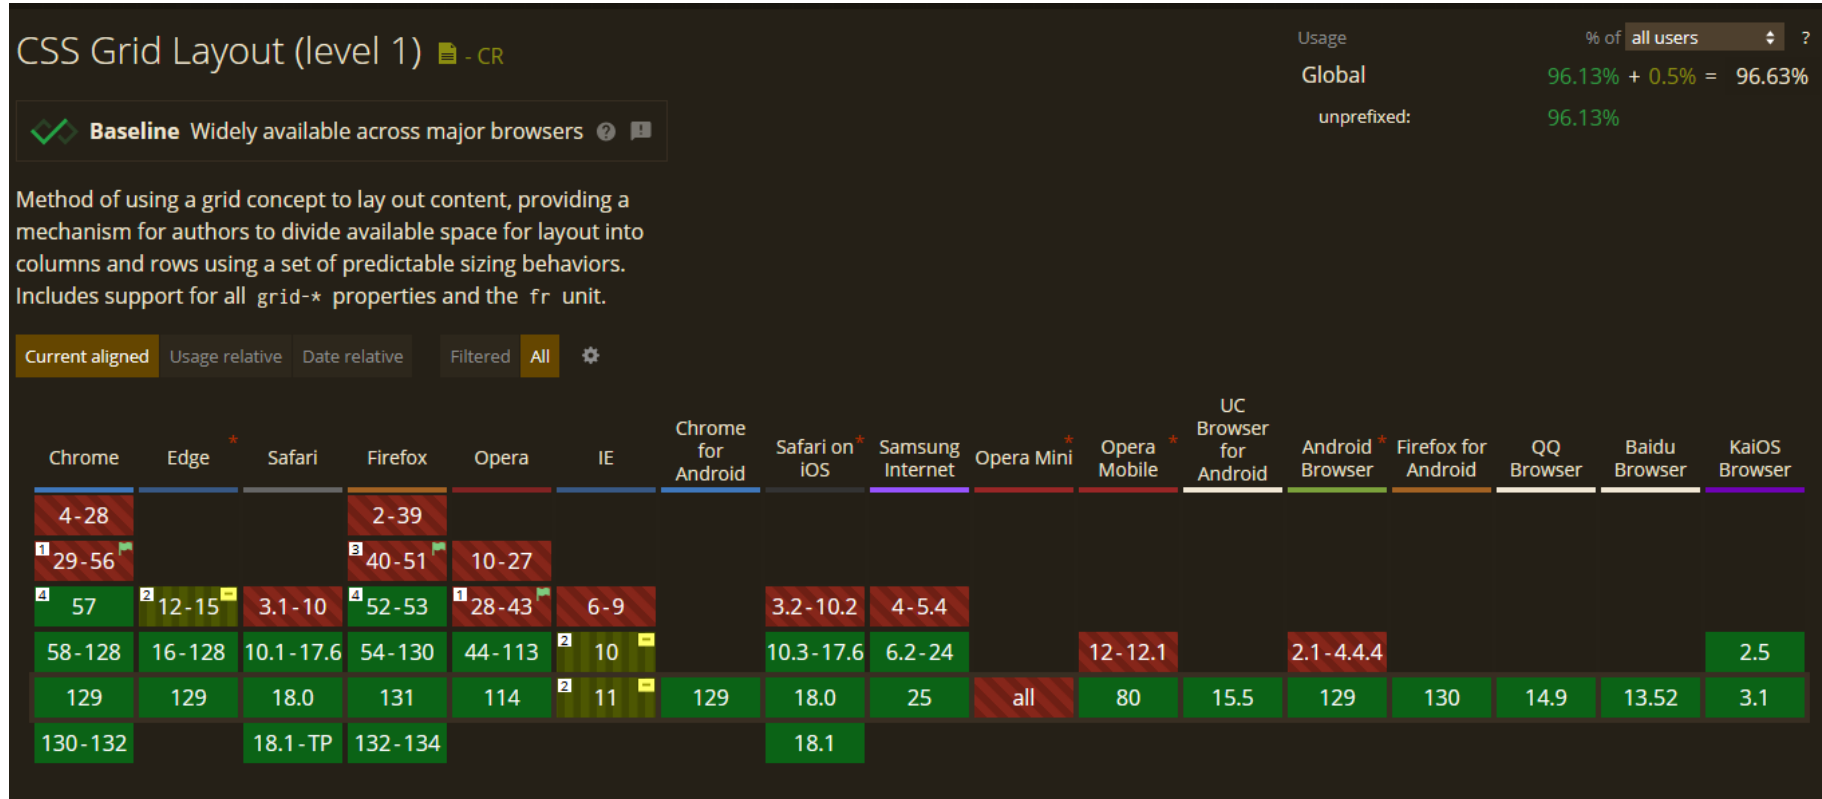 CSS Grid Layout (level 1) - CR
Usage % of all users ?
Global 96.13% + 0.5% = 96.63%
unprefixed: 96.13%
Baseline Widely available across major browsers ?
Method of using a grid concept to lay out content, providing a
mechanism for authors to divide available space for layout into
columns and rows using a set of predictable sizing behaviors.
Includes support for all grid-* properties and the fr unit.
Current aligned Usage relative Date relative Filtered All
Chrome
Edge *
Safari
Firefox
Opera
IE
Chrome
for
Android
Safari on *
iOS
Samsung
Internet
Opera Mini *
Opera *
Mobile
UC
Browser
for
Android
Android *
Browser
Firefox for
Android
QQ
Browser
Baidu
Browser
KaiOS
Browser
4-28 2-39
1 29-56 3 40-51 10-27
4 57 2 12-15 3.1-10 4 52-53 1 28-43 6-9 3.2-10.2 4-5.4
58-128 16-128 10.1-17.6 54-130 44-113 2 10 10.3-17.6 6.2-24 12-12.1 2.1-4.4.4 2.5
129 129 18.0 131 114 2 11 129 18.0 25 all 80 15.5 129 130 14.9 13.52 3.1
130-132 18.1-TP 132-134 18.1